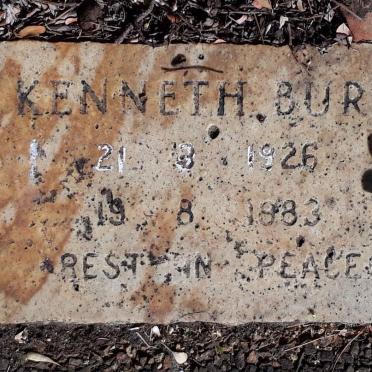 KENNETH BUR
21 8 1926
19 8 1983
REST IN PEACE